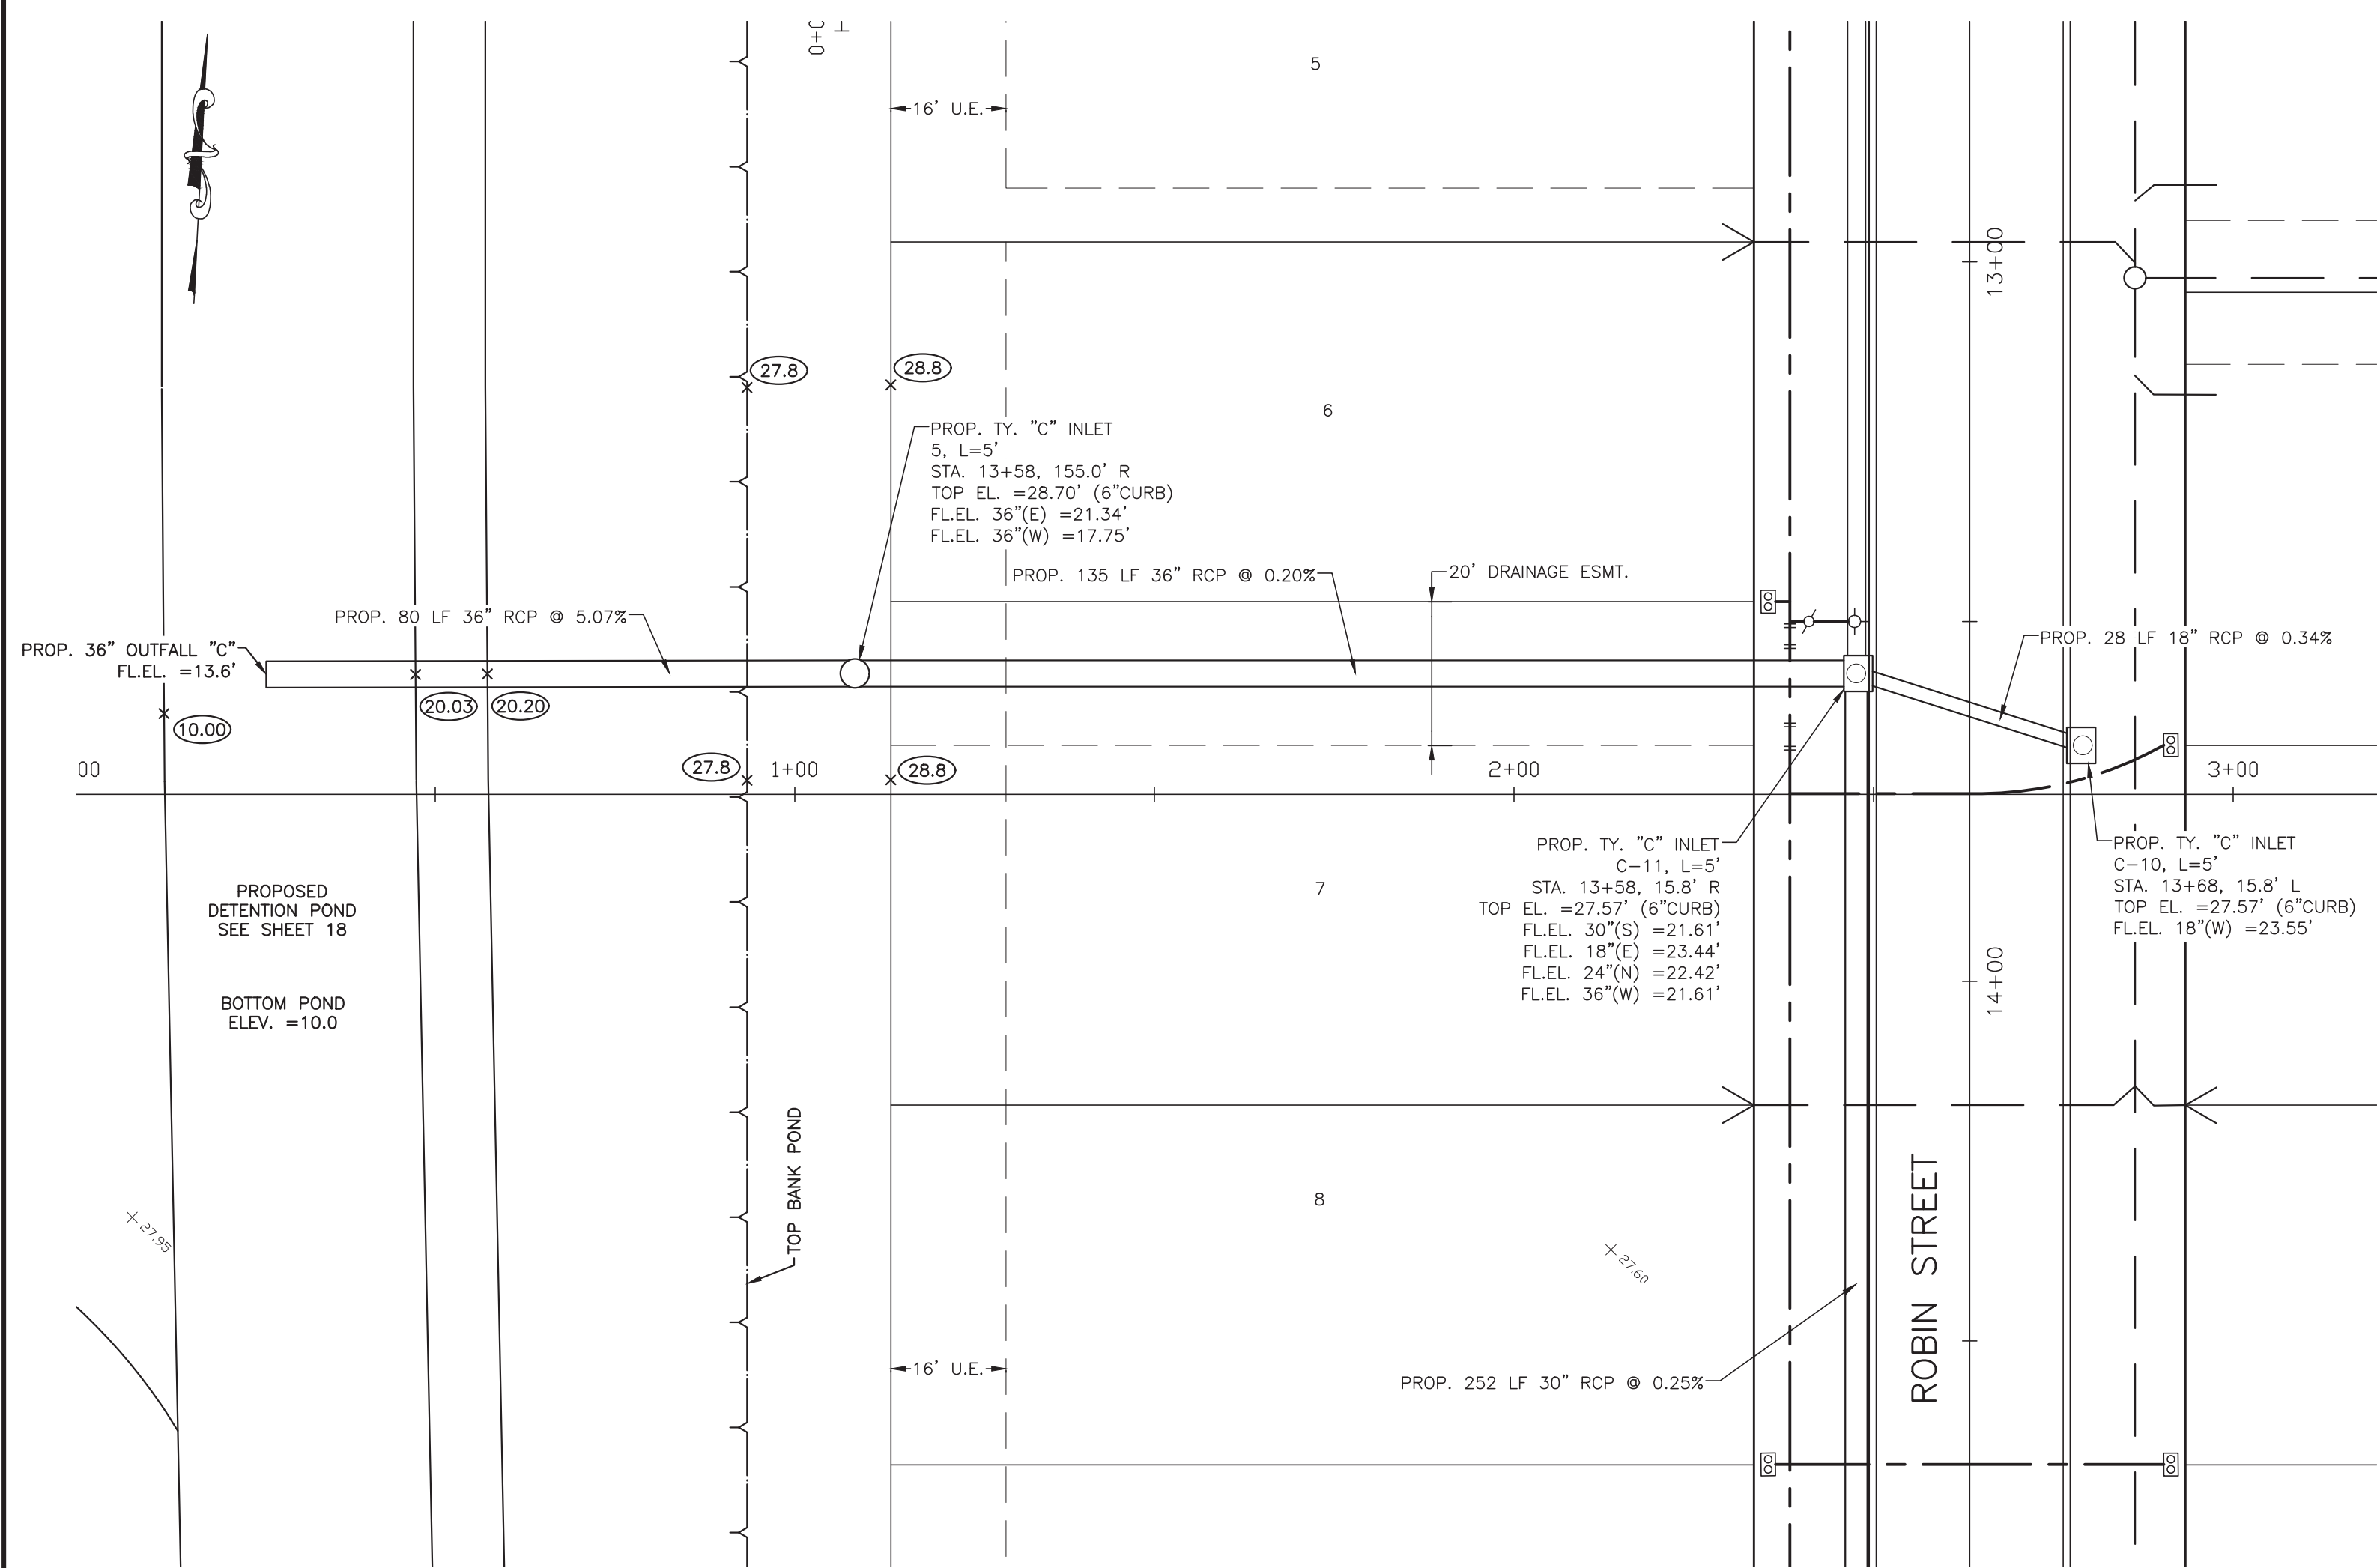 0+0
5
16' U.E.
13+00
27.8
28.8
6
PROP. TY. "C" INLET
5, L=5'
STA. 13+58, 155.0' R
TOP EL. =28.70' (6"CURB)
FL.EL. 36"(E) =21.34'
FL.EL. 36"(W) =17.75'
PROP. 135 LF 36" RCP @ 0.20%
20' DRAINAGE ESMT.
PROP. 80 LF 36" RCP @ 5.07%
PROP. 36" OUTFALL "C"
FL.EL. =13.6'
PROP. 28 LF 18" RCP @ 0.34%
20.03
20.20
10.00
00
27.8
1+00
28.8
2+00
3+00
PROP. TY. "C" INLET
C-11, L=5'
STA. 13+58, 15.8' R
TOP EL. =27.57' (6"CURB)
FL.EL. 30"(S) =21.61'
FL.EL. 18"(E) =23.44'
FL.EL. 24"(N) =22.42'
FL.EL. 36"(W) =21.61'
PROP. TY. "C" INLET
C-10, L=5'
STA. 13+68, 15.8' L
TOP EL. =27.57' (6"CURB)
FL.EL. 18"(W) =23.55'
PROPOSED
DETENTION POND
SEE SHEET 18
7
14+00
BOTTOM POND
ELEV. =10.0
TOP BANK POND
8
27.95
27.60
ROBIN STREET
16' U.E.
PROP. 252 LF 30" RCP @ 0.25%